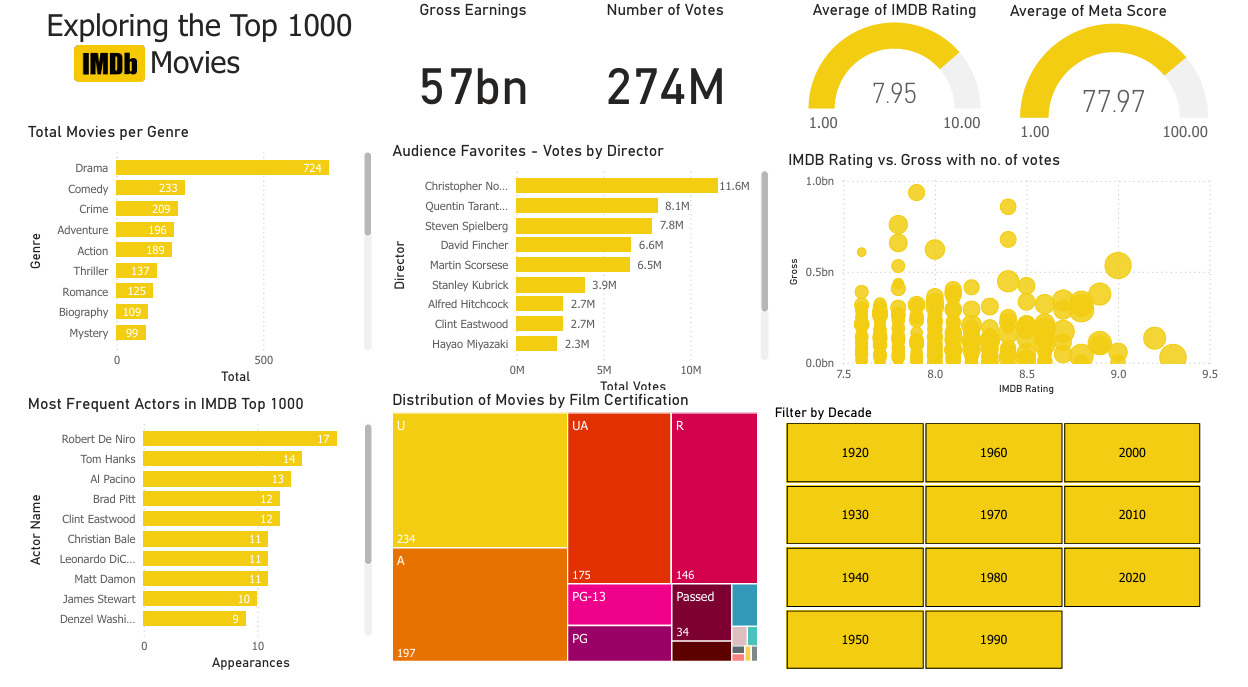 Exploring the Top 1000
IMDb Movies
Gross Earnings
57bn
Number of Votes
274M
Average of IMDB Rating
7.95
1.00
10.00
Average of Meta Score
77.97
1.00
100.00
Total Movies per Genre
Genre
Drama 724
Comedy 233
Crime 209
Adventure 196
Action 189
Thriller 137
Romance 125
Biography 109
Mystery 99
0 500
Total
Audience Favorites - Votes by Director
Director
Christopher No... 11.6M
Quentin Tarant... 8.1M
Steven Spielberg 7.8M
David Fincher 6.6M
Martin Scorsese 6.5M
Stanley Kubrick 3.9M
Alfred Hitchcock 2.7M
Clint Eastwood 2.7M
Hayao Miyazaki 2.3M
0M 5M 10M
Total Votes
IMDB Rating vs. Gross with no. of votes
Gross
1.0bn
0.5bn
0.0bn
7.5 8.0 8.5 9.0 9.5
IMDB Rating
Most Frequent Actors in IMDB Top 1000
Actor Name
Robert De Niro 17
Tom Hanks 14
Al Pacino 13
Brad Pitt 12
Clint Eastwood 12
Christian Bale 11
Leonardo DiC... 11
Matt Damon 11
James Stewart 10
Denzel Washi... 9
0 10
Appearances
Distribution of Movies by Film Certification
U
234
A
197
UA
175
R
146
PG-13
PG
Passed
34
Filter by Decade
1920 1960 2000
1930 1970 2010
1940 1980 2020
1950 1990